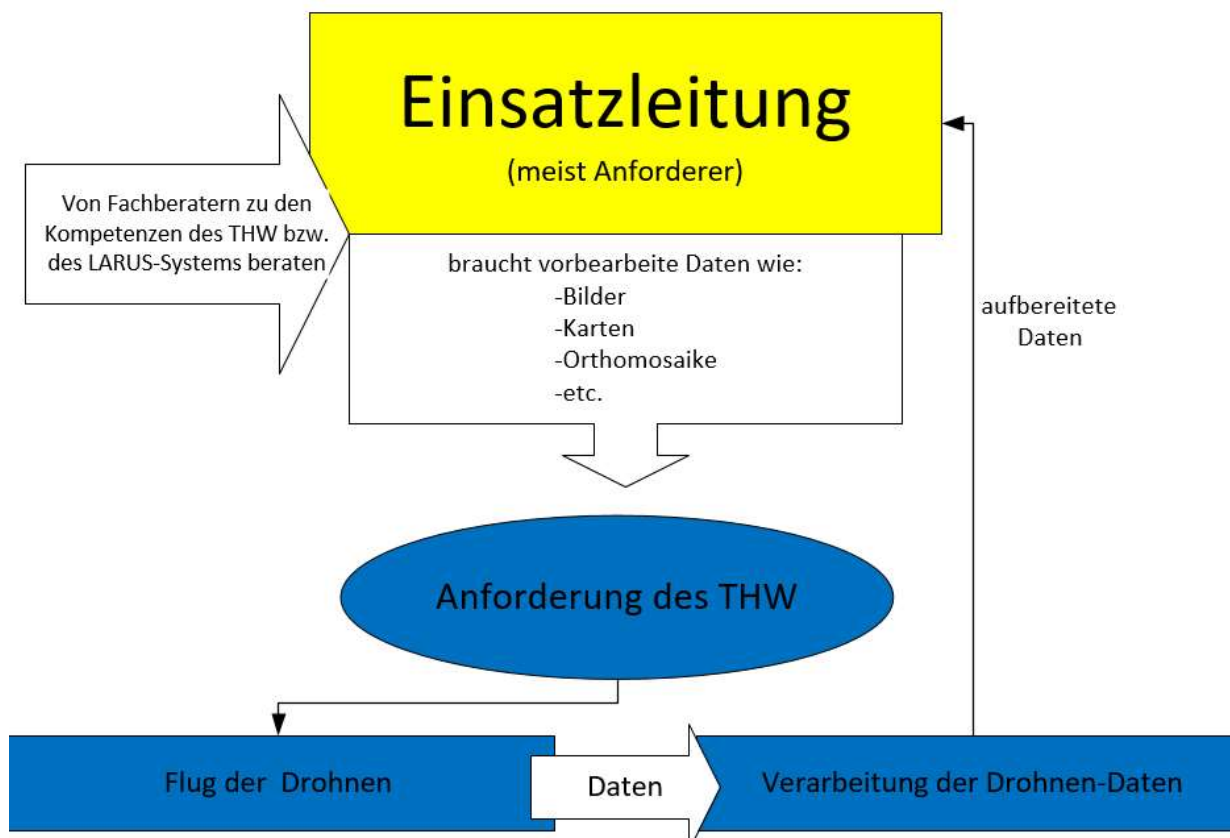 Einsatzleitung
(meist Anforderer)
Von Fachberatern zu den
Kompetenzen des THW bzw.
des LARUS-Systems beraten
braucht vorbearbeite Daten wie:
-Bilder
-Karten
-Orthomosaike
-etc.
aufbereitete
Daten
Anforderung des THW
Flug der Drohnen
Daten
Verarbeitung der Drohnen-Daten